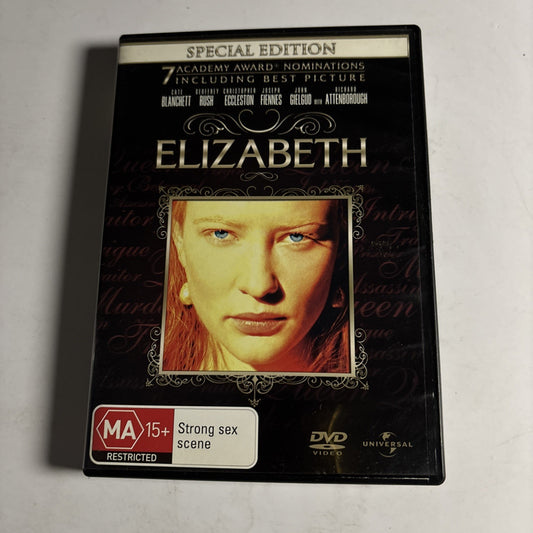 SPECIAL EDITION
7 ACADEMY AWARD® NOMINATIONS
INCLUDING BEST PICTURE
CATE BLANCHETT GEOFFREY RUSH CHRISTOPHER ECCLESTON JOSEPH FIENNES JOHN GIELGUD WITH RICHARD ATTENBOROUGH
ELIZABETH
MA 15+
RESTRICTED
Strong sex
scene
DVD
VIDEO
UNIVERSAL